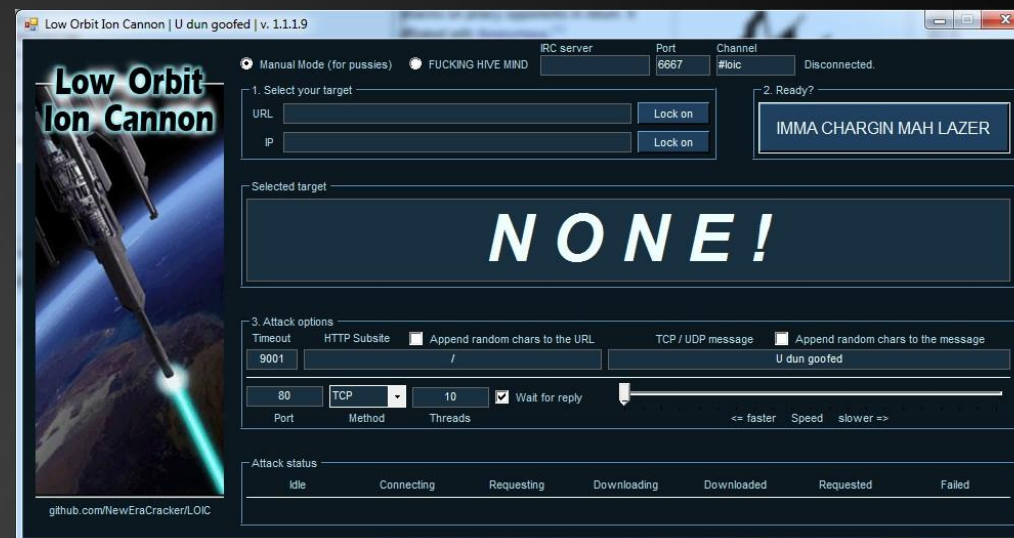 Low Orbit Ion Cannon | U dun goofed | v. 1.1.1.9
Low Orbit
Ion Cannon
IRC server Port Channel
Manual Mode (for pussies) FUCKING HIVE MIND 6667 #loic Disconnected.
1. Select your target 2. Ready?
URL Lock on
IMMA CHARGIN MAH LAZER
IP Lock on
Selected target
NONE!
3. Attack options
Timeout HTTP Subsite Append random chars to the URL TCP / UDP message Append random chars to the message
9001 / U dun goofed
80 TCP 10 Wait for reply
Port Method Threads <= faster Speed slower =>
Attack status
Idle Connecting Requesting Downloading Downloaded Requested Failed
github.com/NewEraCracker/LOIC